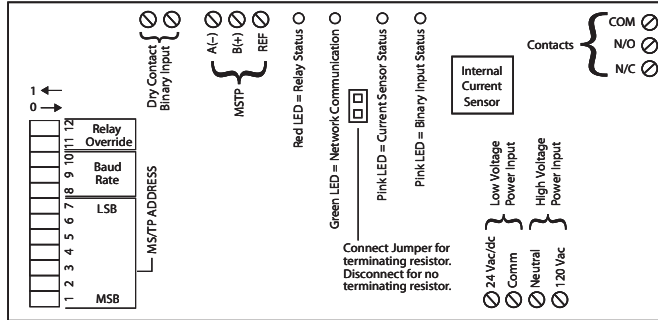 COM
N/O
N/C
Contacts
A(-)
B(+)
REF
MSTP
Dry Contact
Binary Input
Red LED = Relay Status
Green LED = Network Communication
Pink LED = Current Sensor Status
Pink LED = Binary Input Status
Internal
Current
Sensor
1
0
12
11
10
9
8
7
6
5
4
3
2
1
Relay
Override
Baud
Rate
LSB
MSB
MS/TP ADDRESS
Connect Jumper for
terminating resistor.
Disconnect for no
terminating resistor.
Low Voltage
Power Input
High Voltage
Power Input
24 Vac/dc
Comm
Neutral
120 Vac